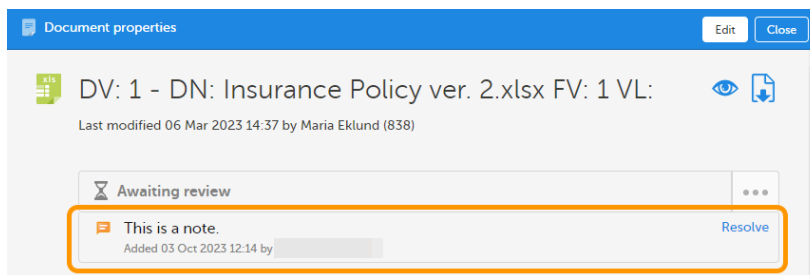 Document properties
Edit
Close
xls
DV: 1 - DN: Insurance Policy ver. 2.xlsx FV: 1 VL:
Last modified 06 Mar 2023 14:37 by Maria Eklund (838)
Awaiting review
This is a note.
Resolve
Added 03 Oct 2023 12:14 by